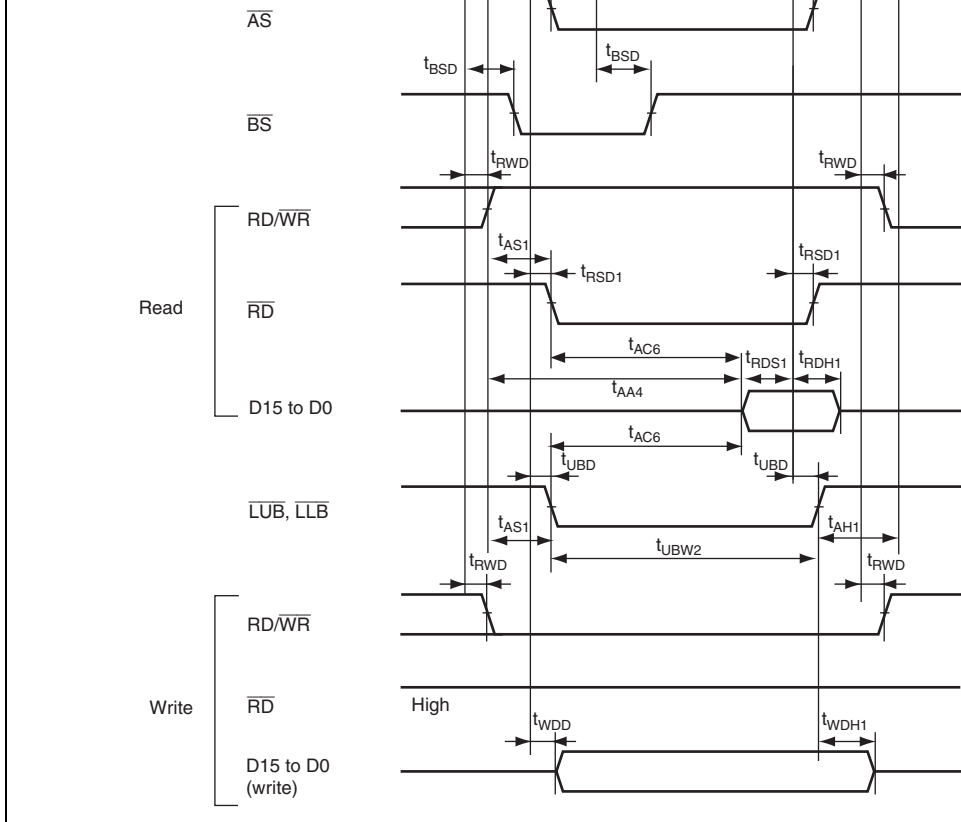 AS
tBSD
tBSD
BS
tRWD
tRWD
RD/WR
tAS1
tRSD1
tRSD1
Read
RD
tAC6
tRDS1
tRDH1
tAA4
D15 to D0
tAC6
tUBD
tUBD
LUB, LLB
tAS1
tAH1
tUBW2
tRWD
tRWD
RD/WR
Write
RD
High
tWDD
tWDH1
D15 to D0
(write)